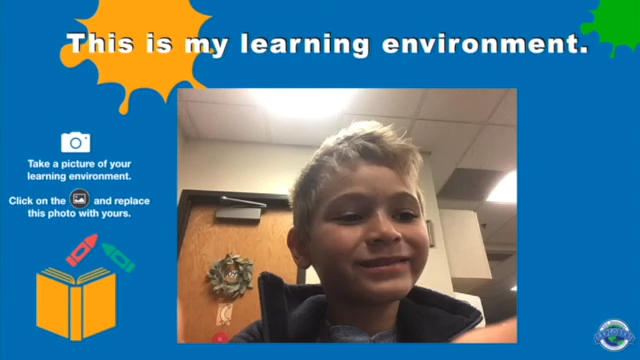 This is my learning environment.
Take a picture of your
learning environment.
Click on the and replace
this photo with yours.